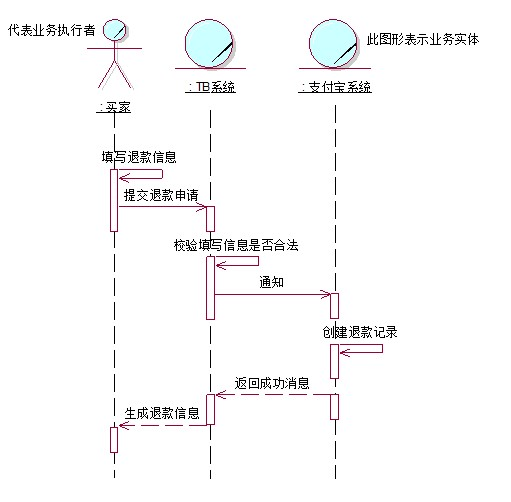 代表业务执行者
此图形表示业务实体
: 买家
: TB系统
: 支付宝系统
填写退款信息
提交退款申请
校验填写信息是否合法
通知
创建退款记录
返回成功消息
生成退款信息